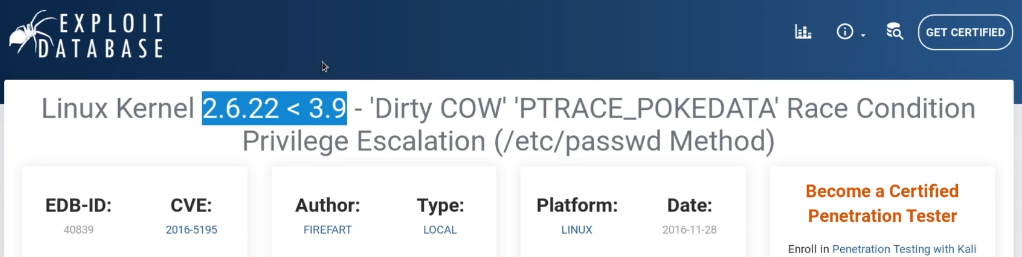 EXPLOIT
DATABASE
GET CERTIFIED
Linux Kernel 2.6.22 < 3.9 - 'Dirty COW' 'PTRACE_POKEDATA' Race Condition
Privilege Escalation (/etc/passwd Method)
EDB-ID:
40839
CVE:
2016-5195
Author:
FIREFART
Type:
LOCAL
Platform:
LINUX
Date:
2016-11-28
Become a Certified
Penetration Tester
Enroll in Penetration Testing with Kali